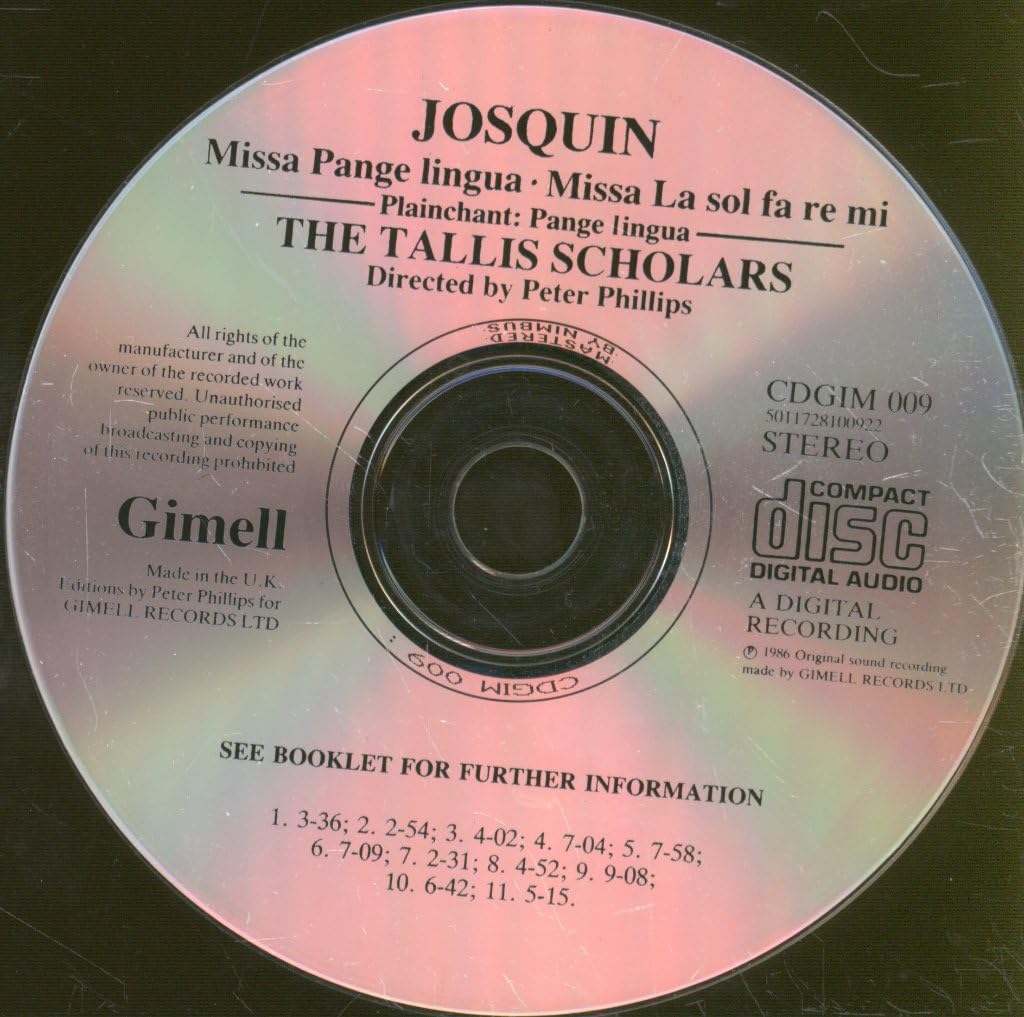 JOSQUIN
Missa Pange lingua · Missa La sol fa re mi
Plainchant: Pange lingua
THE TALLIS SCHOLARS
Directed by Peter Phillips
MASTERED
BY NIMBUS
All rights of the
manufacturer and of the
owner of the recorded work
reserved. Unauthorised
public performance
broadcasting and copying
of this recording prohibited
Gimell
Made in the U.K.
Editions by Peter Phillips for
GIMELL RECORDS LTD
CDGIM 009
5011728100922
STEREO
COMPACT
disc
DIGITAL AUDIO
A DIGITAL
RECORDING
℗ 1986 Original sound recording
made by GIMELL RECORDS LTD
CDGIM 009 :
SEE BOOKLET FOR FURTHER INFORMATION
1. 3-36; 2. 2-54; 3. 4-02; 4. 7-04; 5. 7-58;
6. 7-09; 7. 2-31; 8. 4-52; 9. 9-08;
10. 6-42; 11. 5-15.